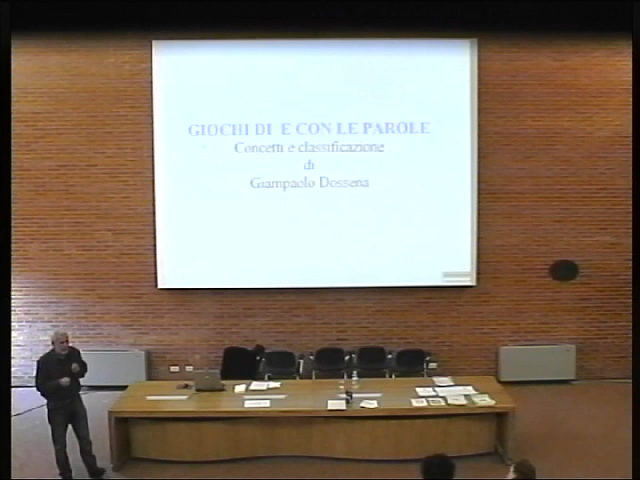 GIOCHI DI E CON LE PAROLE
Concetti e classificazione
di
Giampaolo Dossena